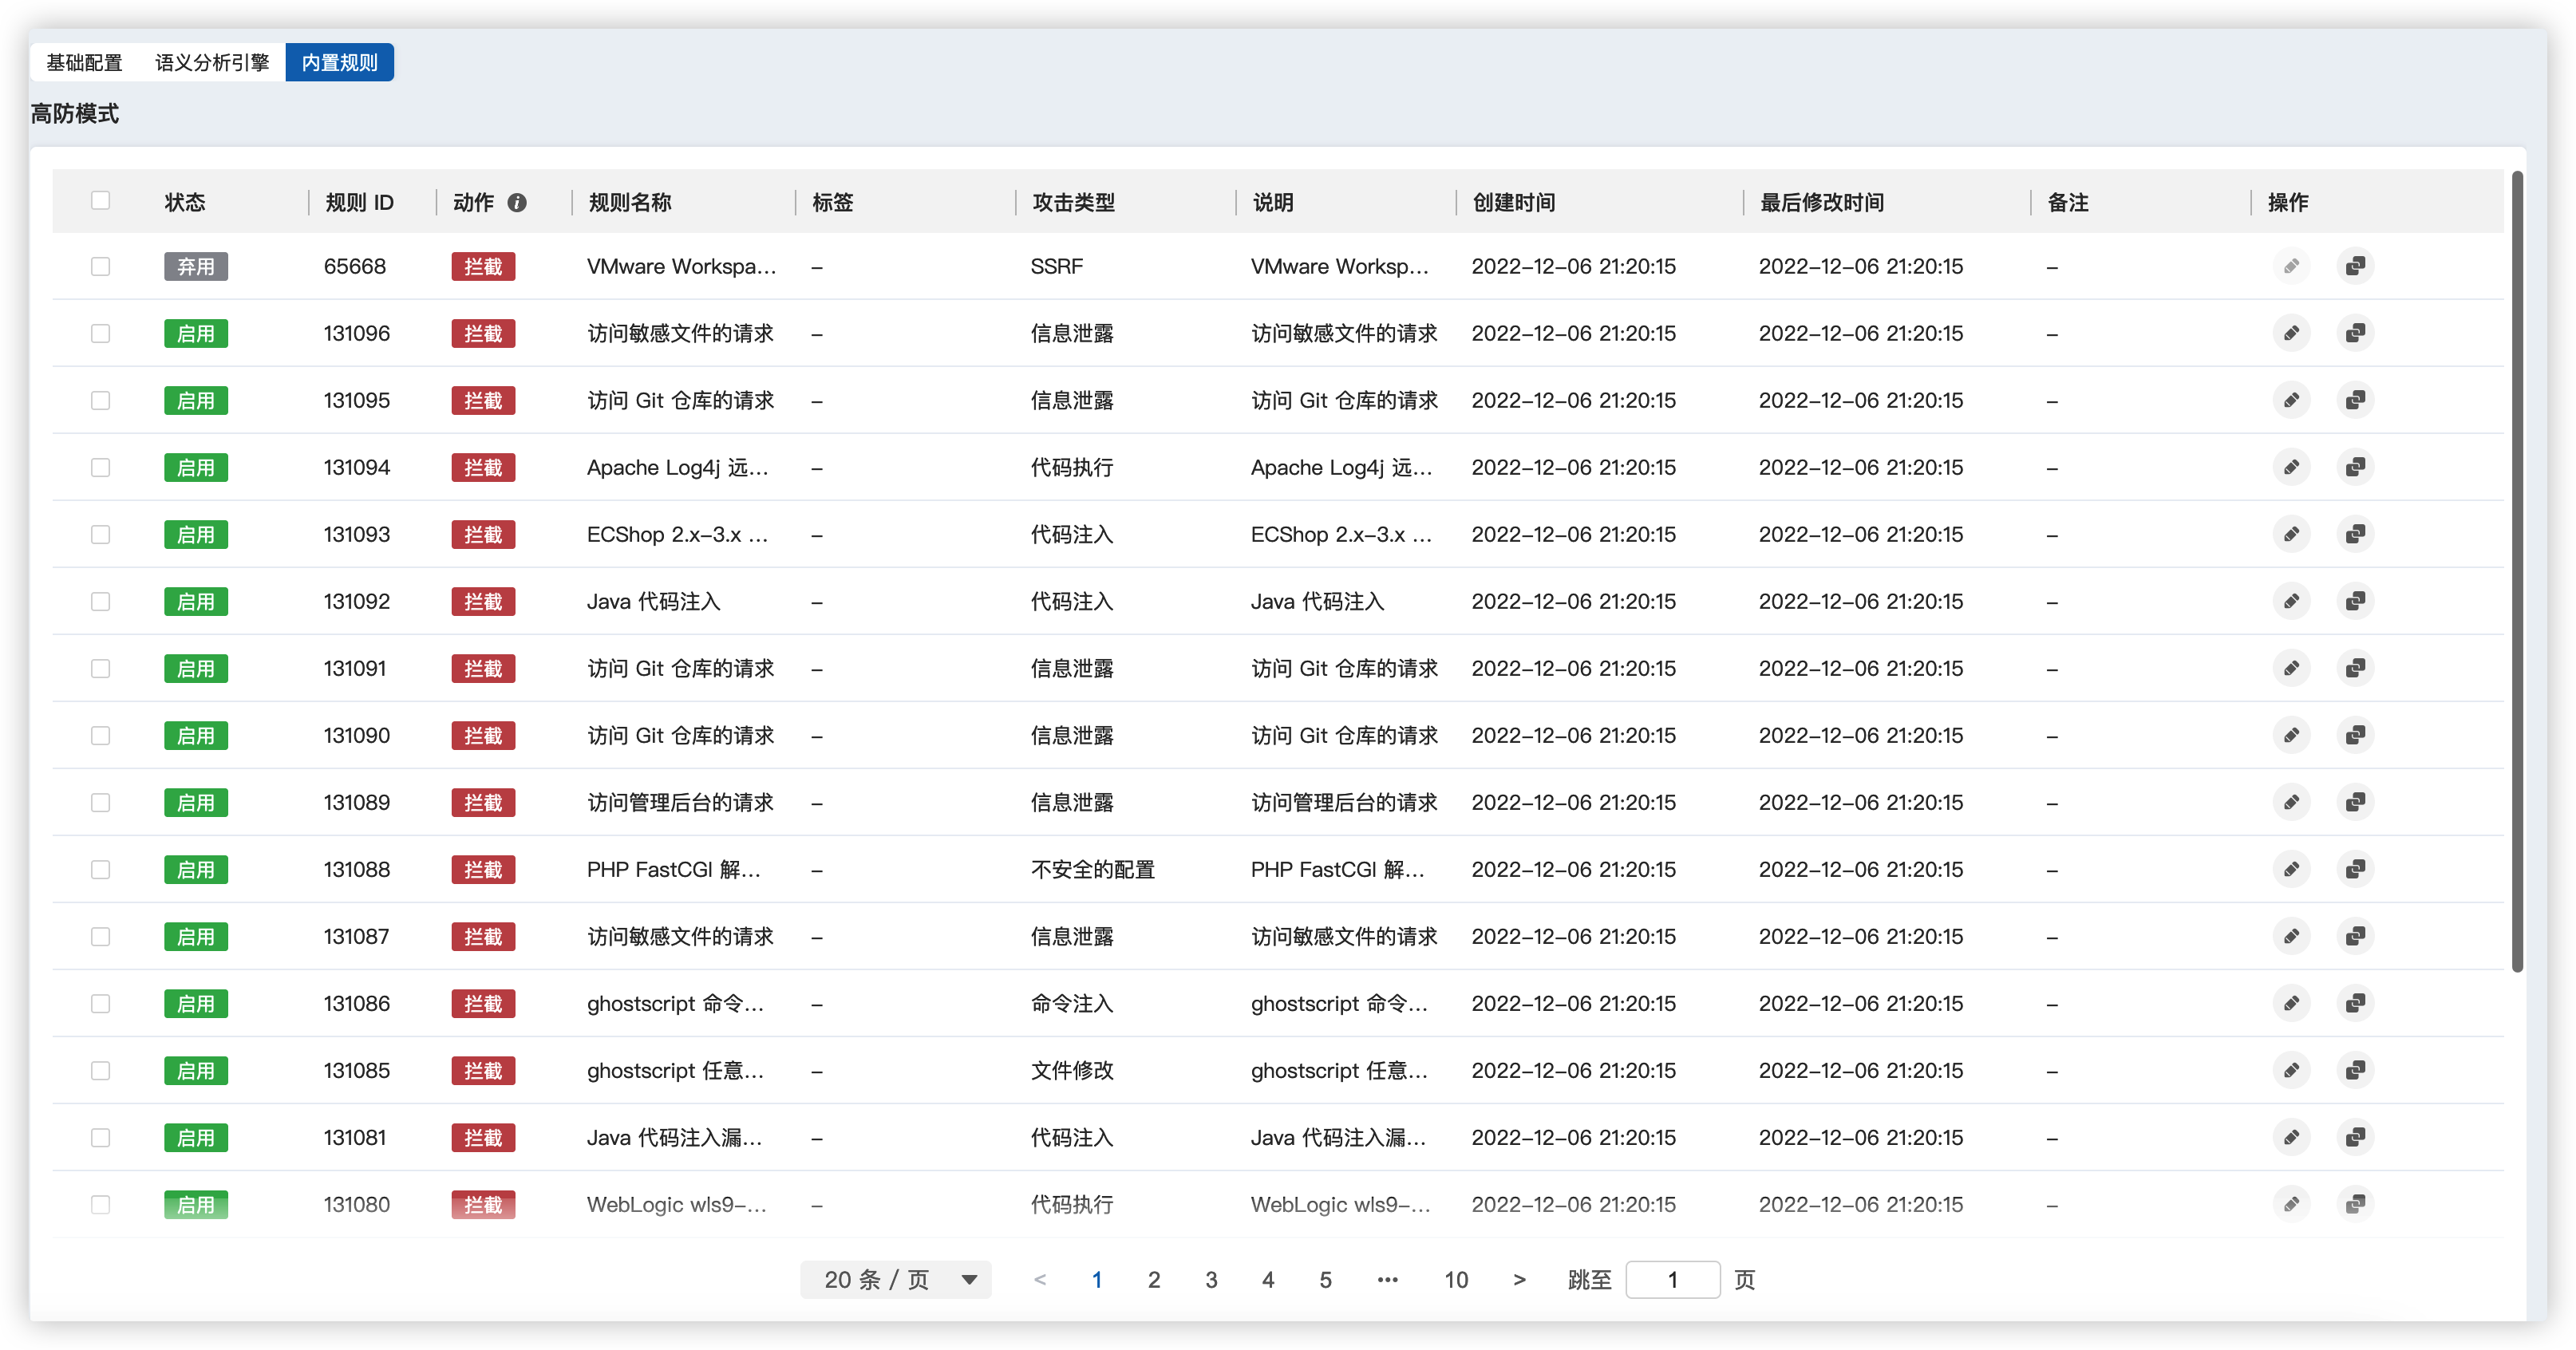 基础配置 语义分析引擎 内置规则
高防模式
状态 规则 ID 动作 规则名称 标签 攻击类型 说明 创建时间 最后修改时间 备注 操作
弃用 65668 拦截 VMware Workspa... – SSRF VMware Worksp... 2022-12-06 21:20:15 2022-12-06 21:20:15 –
启用 131096 拦截 访问敏感文件的请求 – 信息泄露 访问敏感文件的请求 2022-12-06 21:20:15 2022-12-06 21:20:15 –
启用 131095 拦截 访问 Git 仓库的请求 – 信息泄露 访问 Git 仓库的请求 2022-12-06 21:20:15 2022-12-06 21:20:15 –
启用 131094 拦截 Apache Log4j 远... – 代码执行 Apache Log4j 远... 2022-12-06 21:20:15 2022-12-06 21:20:15 –
启用 131093 拦截 ECShop 2.x-3.x ... – 代码注入 ECShop 2.x-3.x ... 2022-12-06 21:20:15 2022-12-06 21:20:15 –
启用 131092 拦截 Java 代码注入 – 代码注入 Java 代码注入 2022-12-06 21:20:15 2022-12-06 21:20:15 –
启用 131091 拦截 访问 Git 仓库的请求 – 信息泄露 访问 Git 仓库的请求 2022-12-06 21:20:15 2022-12-06 21:20:15 –
启用 131090 拦截 访问 Git 仓库的请求 – 信息泄露 访问 Git 仓库的请求 2022-12-06 21:20:15 2022-12-06 21:20:15 –
启用 131089 拦截 访问管理后台的请求 – 信息泄露 访问管理后台的请求 2022-12-06 21:20:15 2022-12-06 21:20:15 –
启用 131088 拦截 PHP FastCGI 解... – 不安全的配置 PHP FastCGI 解... 2022-12-06 21:20:15 2022-12-06 21:20:15 –
启用 131087 拦截 访问敏感文件的请求 – 信息泄露 访问敏感文件的请求 2022-12-06 21:20:15 2022-12-06 21:20:15 –
启用 131086 拦截 ghostscript 命令... – 命令注入 ghostscript 命令... 2022-12-06 21:20:15 2022-12-06 21:20:15 –
启用 131085 拦截 ghostscript 任意... – 文件修改 ghostscript 任意... 2022-12-06 21:20:15 2022-12-06 21:20:15 –
启用 131081 拦截 Java 代码注入漏... – 代码注入 Java 代码注入漏... 2022-12-06 21:20:15 2022-12-06 21:20:15 –
启用 131080 拦截 WebLogic wls9-... – 代码执行 WebLogic wls9-... 2022-12-06 21:20:15 2022-12-06 21:20:15 –
20 条 / 页 < 1 2 3 4 5 ••• 10 > 跳至 1 页